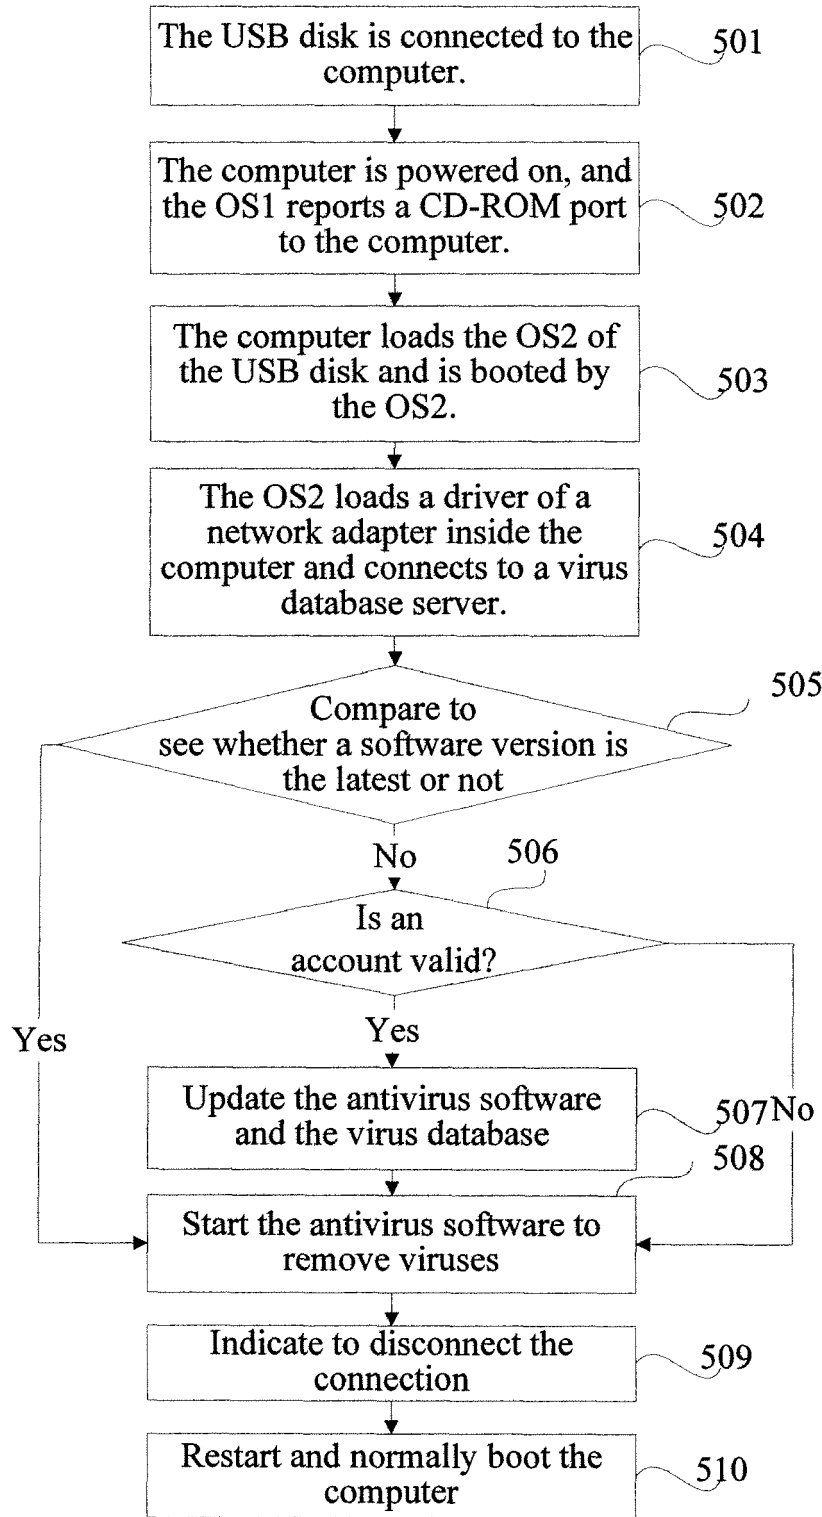 The USB disk is connected to the
computer.
501
The computer is powered on, and
the OS1 reports a CD-ROM port
to the computer.
502
The computer loads the OS2 of
the USB disk and is booted by
the OS2.
503
The OS2 loads a driver of a
network adapter inside the
computer and connects to a virus
database server.
504
505
Compare to
see whether a software version is
the latest or not
No
506
Is an
account valid?
Yes
Yes
Update the antivirus software
and the virus database
507
No
508
Start the antivirus software to
remove viruses
Indicate to disconnect the
connection
509
Restart and normally boot the
computer
510